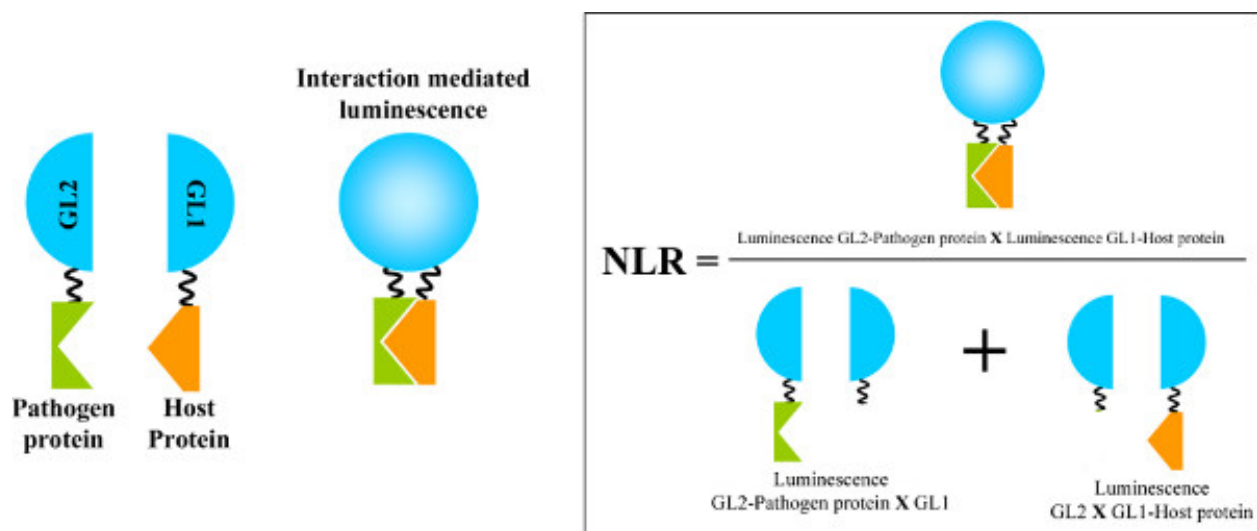 Interaction mediated
luminescence
GL2
GL1
Pathogen
protein
Host
Protein
NLR =
Luminescence GL2-Pathogen protein X Luminescence GL1-Host protein
+
Luminescence
GL2-Pathogen protein X GL1
Luminescence
GL2 X GL1-Host protein